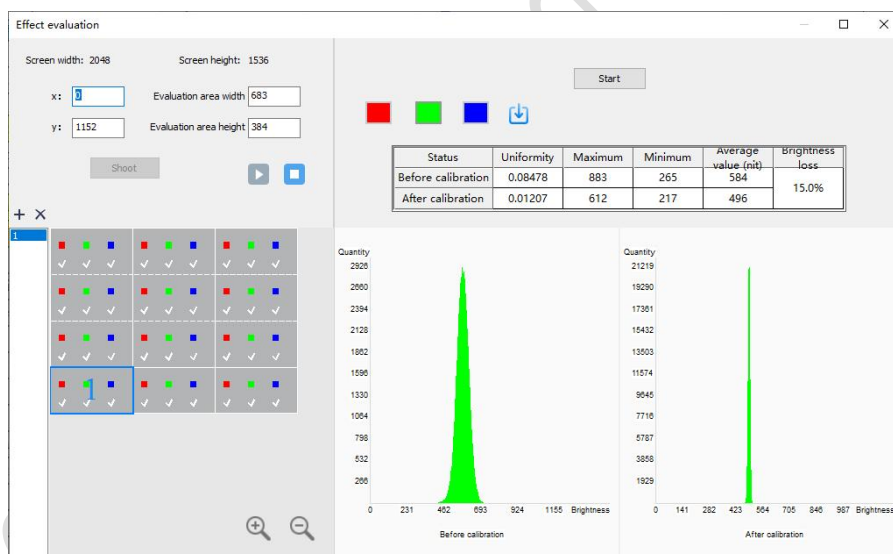 Effect evaluation
Screen width: 2048 Screen height: 1536
x: 0 Evaluation area width 683
y: 1152 Evaluation area height 384
Shoot
Start
Status Uniformity Maximum Minimum Average value (nit) Brightness loss
Before calibration 0.08478 883 265 584 15.0%
After calibration 0.01207 612 217 496
1
1
Quantity
2926
2660
2394
2128
1862
1596
1330
1064
798
532
266
0 231 462 693 924 1155 Brightness
Before calibration
Quantity
21219
19290
17361
15432
13503
11574
9645
7716
5787
3858
1929
0 141 282 423 564 705 846 987 Brightness
After calibration